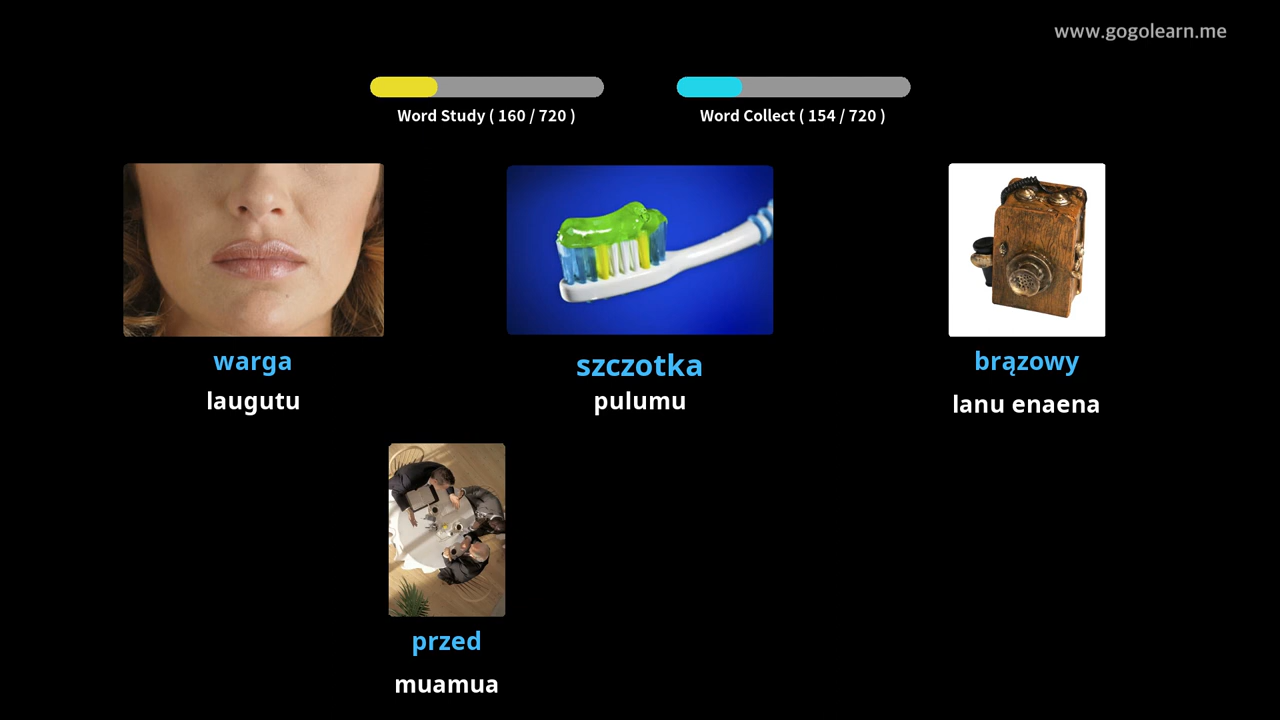 www.gogolearn.me
Word Study ( 160 / 720 )
Word Collect ( 154 / 720 )
warga
laugutu
szczotka
pulumu
brązowy
lanu enaena
przed
muamua